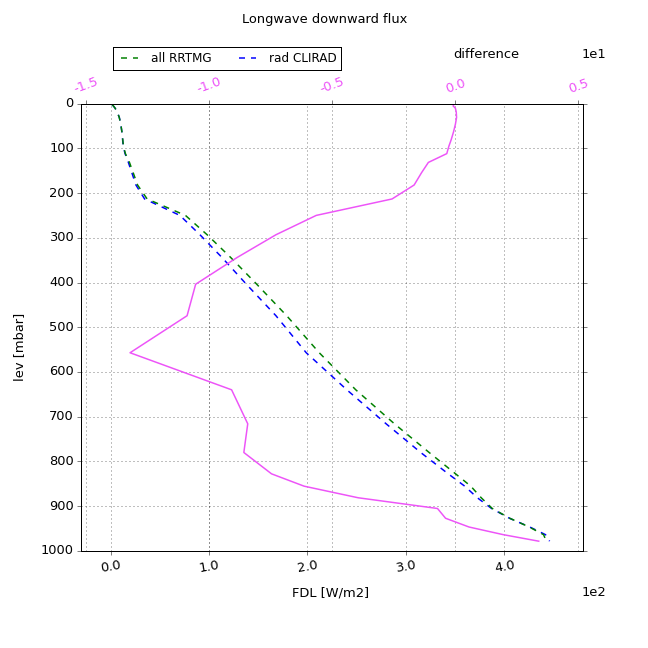 Longwave downward flux
all RRTMG rad CLIRAD
difference 1e1
-1.5 -1.0 -0.5 0.0 0.5
0
100
200
300
400
500
600
700
800
900
1000
lev [mbar]
0.0 1.0 2.0 3.0 4.0
FDL [W/m2] 1e2